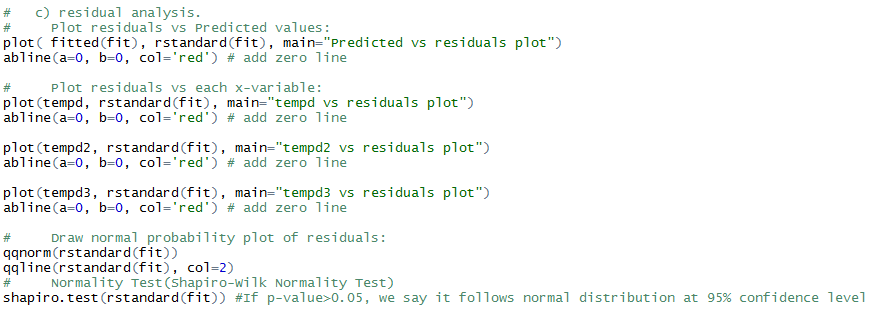 #   c) residual analysis.
#     Plot residuals vs Predicted values:
plot( fitted(fit), rstandard(fit), main="Predicted vs residuals plot")
abline(a=0, b=0, col='red') # add zero line
#     Plot residuals vs each x-variable:
plot(tempd, rstandard(fit), main="tempd vs residuals plot")
abline(a=0, b=0, col='red') # add zero line
plot(tempd2, rstandard(fit), main="tempd2 vs residuals plot")
abline(a=0, b=0, col='red') # add zero line
plot(tempd3, rstandard(fit), main="tempd3 vs residuals plot")
abline(a=0, b=0, col='red') # add zero line
#     Draw normal probability plot of residuals:
qqnorm(rstandard(fit))
qqline(rstandard(fit), col=2)
#     Normality Test(Shapiro-Wilk Normality Test)
shapiro.test(rstandard(fit)) #If p-value>0.05, we say it follows normal distribution at 95% confidence level